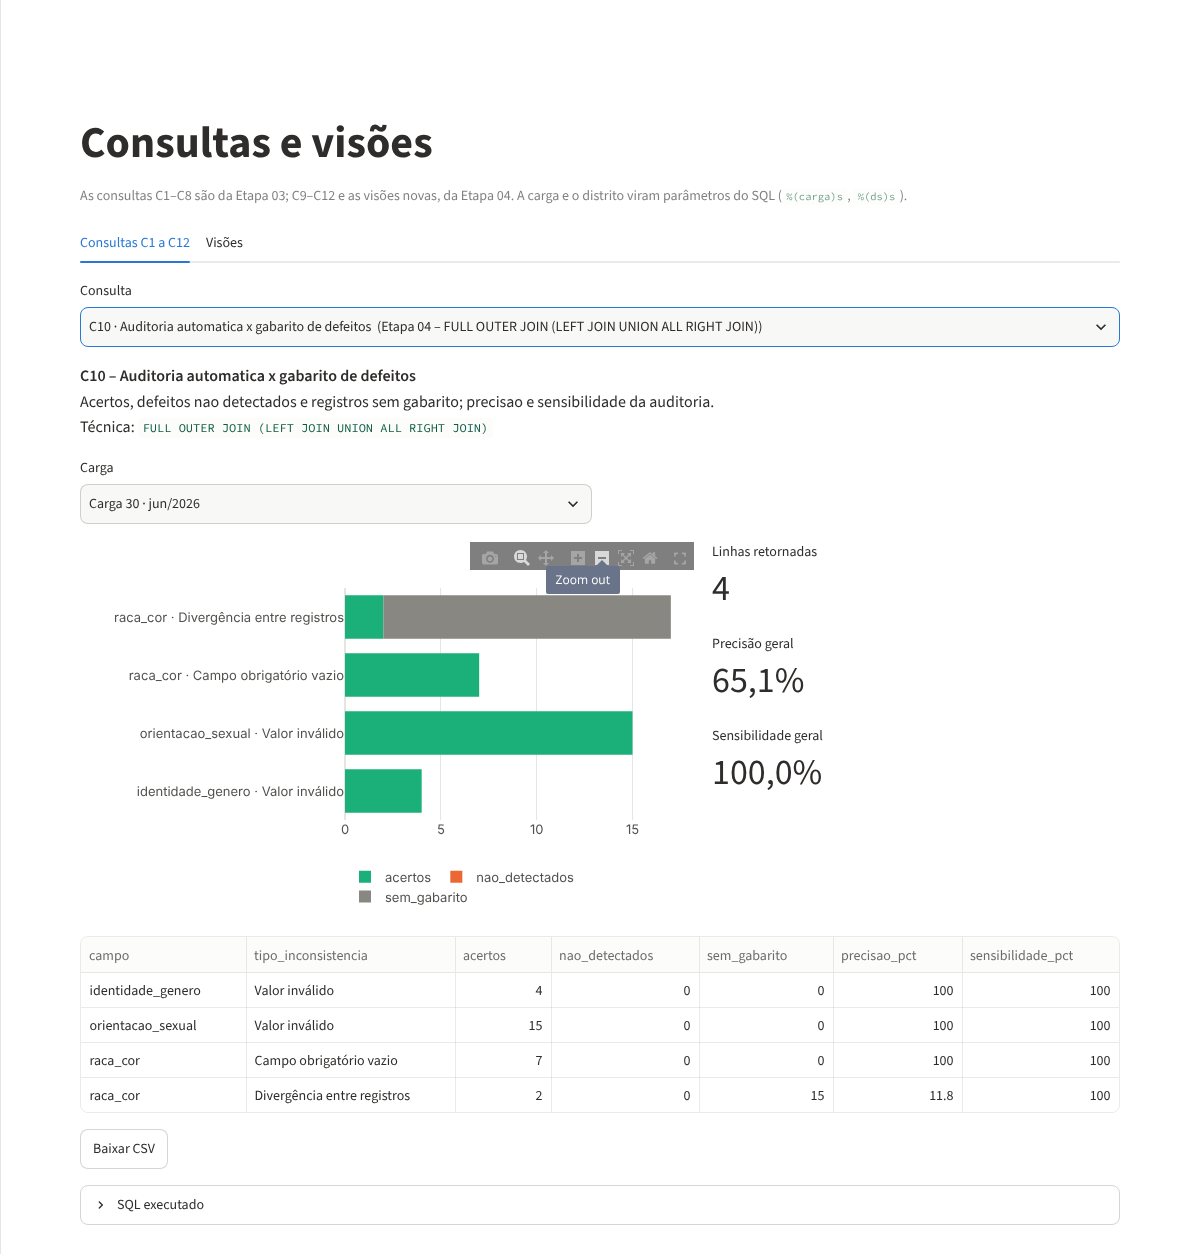 Consultas e visões
As consultas C1–C8 são da Etapa 03; C9–C12 e as visões novas, da Etapa 04. A carga e o distrito viram parâmetros do SQL ( %(carga)s , %(ds)s ).
Consultas C1 a C12 Visões
Consulta
C10 · Auditoria automatica x gabarito de defeitos (Etapa 04 – FULL OUTER JOIN (LEFT JOIN UNION ALL RIGHT JOIN))
C10 – Auditoria automatica x gabarito de defeitos
Acertos, defeitos nao detectados e registros sem gabarito; precisao e sensibilidade da auditoria.
Técnica: FULL OUTER JOIN (LEFT JOIN UNION ALL RIGHT JOIN)
Carga
Carga 30 · jun/2026
Zoom out
raca_cor · Divergência entre registros
raca_cor · Campo obrigatório vazio
orientacao_sexual · Valor inválido
identidade_genero · Valor inválido
0 5 10 15
acertos nao_detectados
sem_gabarito
Linhas retornadas
4
Precisão geral
65,1%
Sensibilidade geral
100,0%
campo tipo_inconsistencia acertos nao_detectados sem_gabarito precisao_pct sensibilidade_pct
identidade_genero Valor inválido 4 0 0 100 100
orientacao_sexual Valor inválido 15 0 0 100 100
raca_cor Campo obrigatório vazio 7 0 0 100 100
raca_cor Divergência entre registros 2 0 15 11.8 100
Baixar CSV
SQL executado